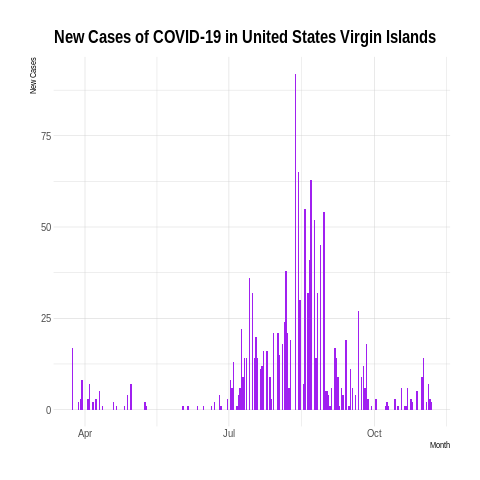 New Cases of COVID-19 in United States Virgin Islands
New Cases
75
50
25
0
Apr
Jul
Oct
Month